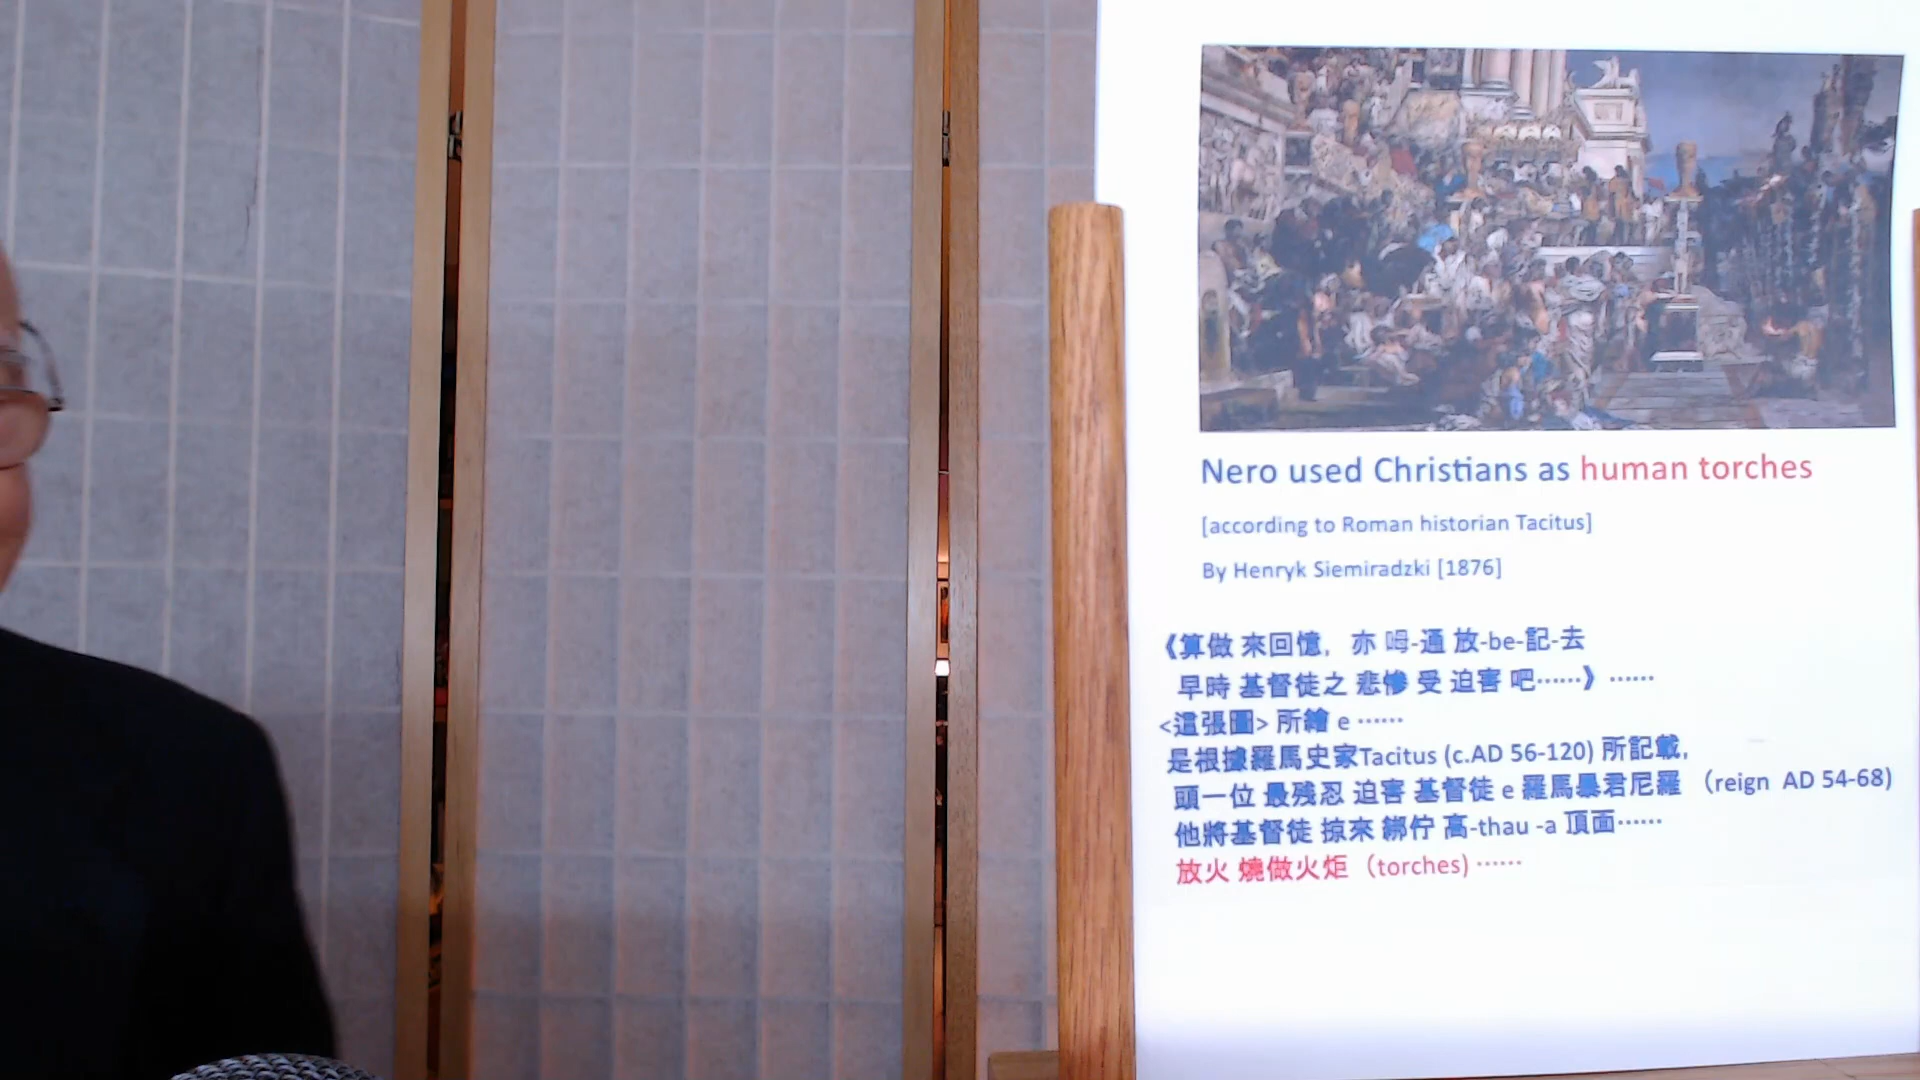 Nero used Christians as human torches
[according to Roman historian Tacitus]
By Henryk Siemiradzki [1876]
《算做 來回憶，亦 呣-通 放-be-記-去
早時 基督徒之 悲慘 受 迫害 吧……》……
<這張圖> 所繪 e ……
是根據羅馬史家Tacitus (c.AD 56-120) 所記載,
頭一位 最残忍 迫害 基督徒 e 羅馬暴君尼羅 （reign AD 54-68)
他將基督徒 掠來 綁佇 高-thau -a 頂面……
放火 燒做火炬（torches) ……